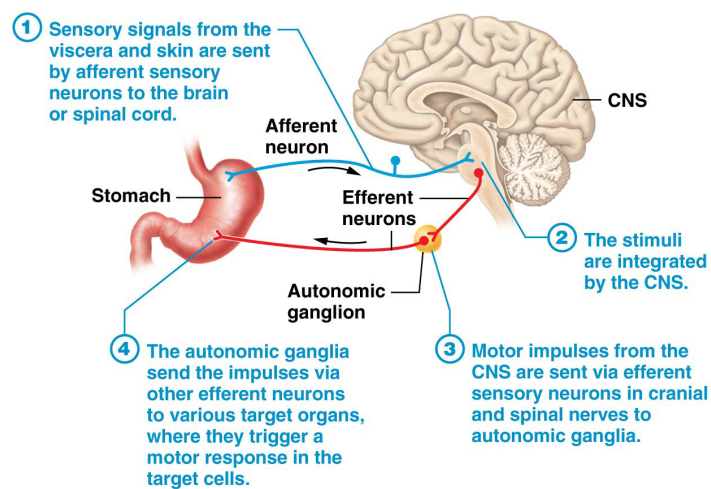 1 Sensory signals from the
viscera and skin are sent
by afferent sensory
neurons to the brain
or spinal cord.
CNS
Afferent
neuron
Stomach
Efferent
neurons
2 The stimuli
are integrated
by the CNS.
Autonomic
ganglion
4 The autonomic ganglia
send the impulses via
other efferent neurons
to various target organs,
where they trigger a
motor response in the
target cells.
3 Motor impulses from the
CNS are sent via efferent
sensory neurons in cranial
and spinal nerves to
autonomic ganglia.